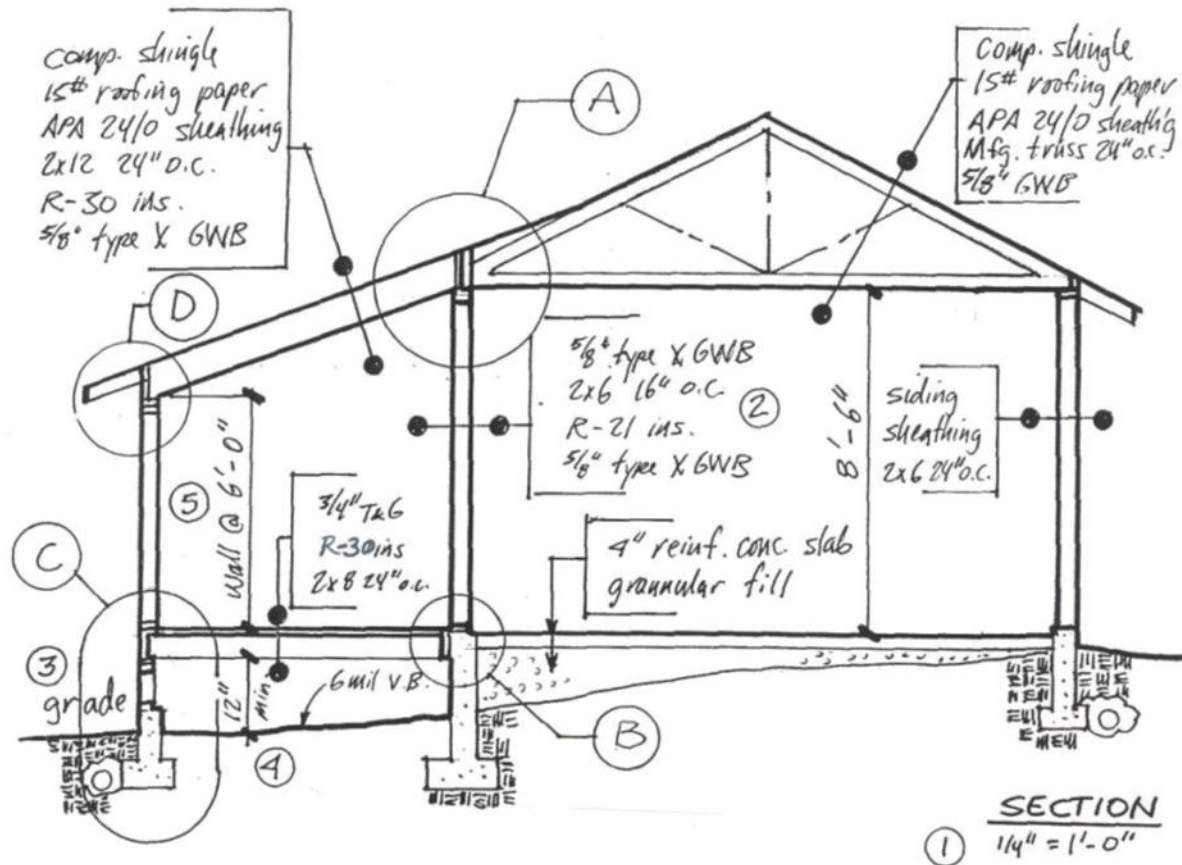 Comp. shingle
15# roofing paper
APA 24/0 sheathing
2x12 24" O.C.
R-30 ins.
5/8" type X GWB
A
Comp. shingle
15# roofing paper
APA 24/0 sheath'g
Mfg. truss 24" o.c.
5/8" GWB
D
5/8" type X GWB
2x6 16" o.c.
R-21 ins.
5/8" type X GWB
2
8'-6"
siding
sheathing
2x6 24" o.c.
5
Wall @ 6'-0"
3/4" T&G
R-30 ins
2x8 24" o.c.
4" reinf. conc. slab
grannular fill
C
3
grade
12"
min.
6 mil V.B.
4
B
SECTION
1
1/4" = 1'-0"